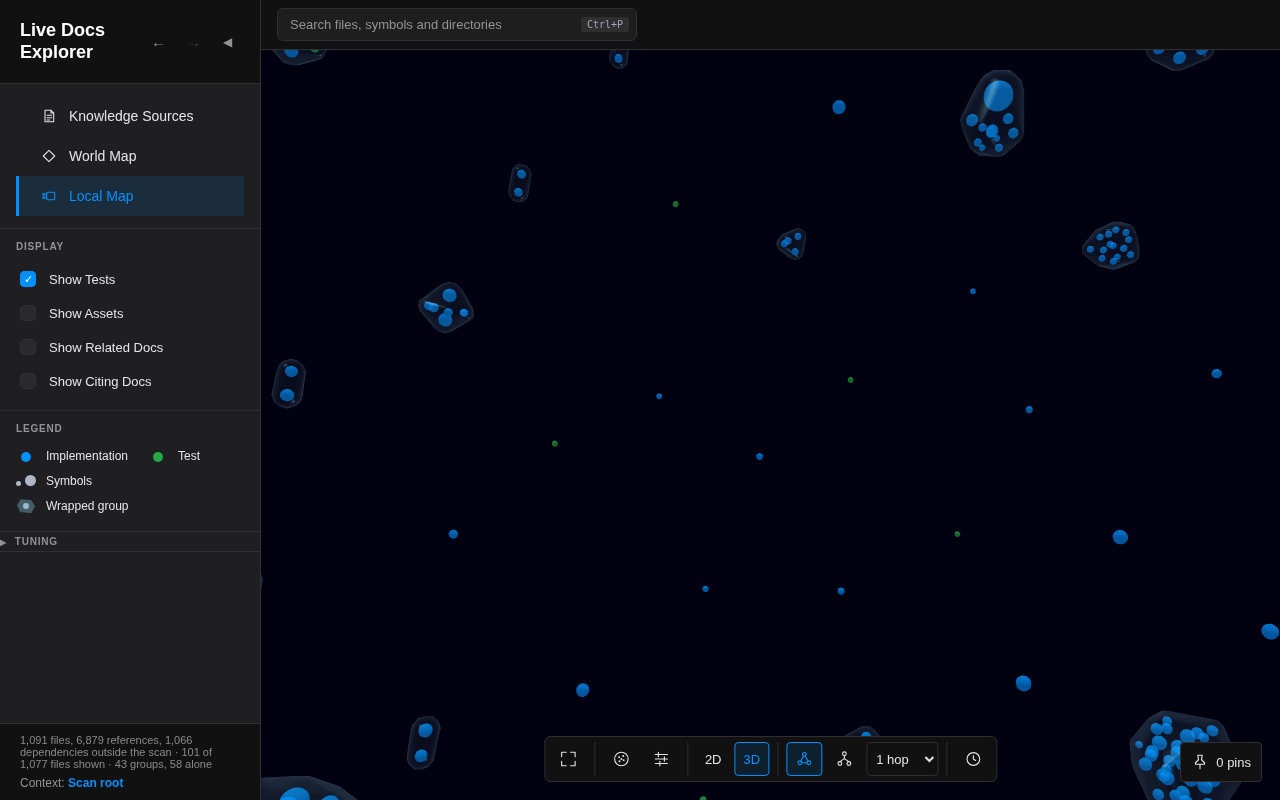 Live Docs
Explorer
Search files, symbols and directories
Ctrl+P
Knowledge Sources
World Map
Local Map
DISPLAY
Show Tests
Show Assets
Show Related Docs
Show Citing Docs
LEGEND
Implementation
Test
Symbols
Wrapped group
TUNING
1,091 files, 6,879 references, 1,066
dependencies outside the scan · 101 of
1,077 files shown · 43 groups, 58 alone
Context: Scan root
2D
3D
1 hop
0 pins